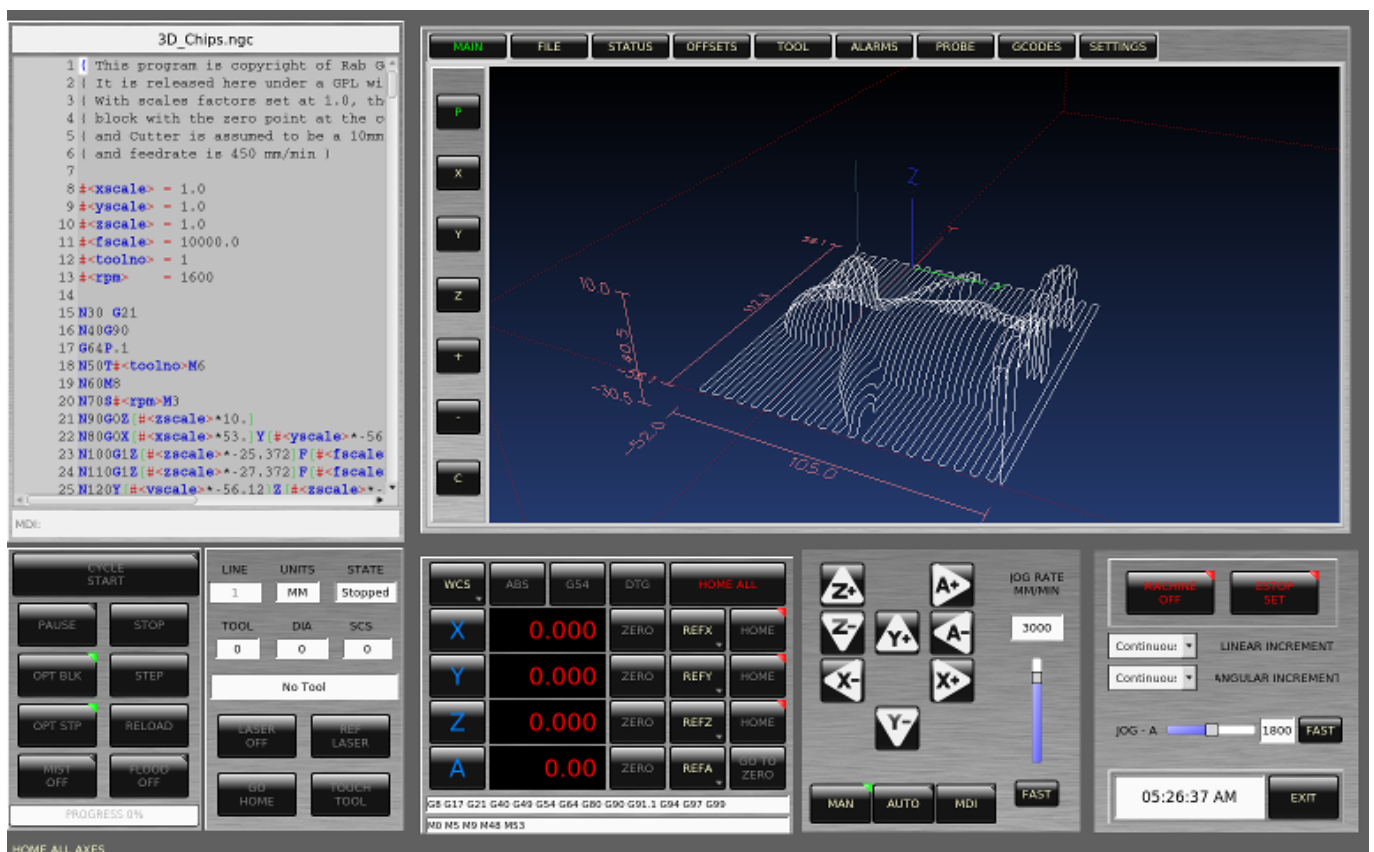 3D_Chips.ngc
1 ( This program is copyright of Rab G
2 ( It is released here under a GPL wi
3 ( With scales factors set at 1.0, th
4 ( block with the zero point at the c
5 ( and Cutter is assumed to be a 10mm
6 ( and feedrate is 450 mm/min )
7
8 #<xscale> = 1.0
9 #<yscale> = 1.0
10 #<zscale> = 1.0
11 #<fscale> = 10000.0
12 #<toolno> = 1
13 #<rpm> = 1600
14
15 N30 G21
16 N40G90
17 G64P.1
18 N50T#<toolno>M6
19 N60M8
20 N70S#<rpm>M3
21 N90G0Z[#<zscale>*10.]
22 N80G0X[#<xscale>*53.]Y[#<yscale>*-56
23 N100G1Z[#<zscale>*-25.372]F[#<fscale
24 N110G1Z[#<zscale>*-27.372]F[#<fscale
25 N120Y[#<yscale>*-56.12]Z[#<zscale>*-
MDI:
MAIN FILE STATUS OFFSETS TOOL ALARMS PROBE GCODES SETTINGS
P
X
Y
Z
+
-
C
Z
Y
10.0
40.5
-30.5
-52.0
105.0
CYCLE
START
PAUSE STOP
OPT BLK STEP
OPT STP RELOAD
MIST
OFF
FLOOD
OFF
PROGRESS 0%
LINE UNITS STATE
1 MM Stopped
TOOL DIA SCS
0 0 0
No Tool
LASER
OFF
REF
LASER
GO
HOME
TOUCH
TOOL
WCS ABS G54 DTG HOME ALL
X 0.000 ZERO REFX HOME
Y 0.000 ZERO REFY HOME
Z 0.000 ZERO REFZ HOME
A 0.00 ZERO REFA GO TO
ZERO
G8 G17 G21 G40 G49 G54 G64 G80 G90 G91.1 G94 G97 G99
M0 M5 M9 M48 M53
Z+ A+
Z- Y+ A-
X- X+
Y-
JOG RATE
MM/MIN
3000
FAST
MAN AUTO MDI
MACHINE
OFF
ESTOP
SET
Continuou: LINEAR INCREMENT
Continuou: ANGULAR INCREMENT
JOG - A 1800 FAST
05:26:37 AM EXIT
HOME ALL AXES